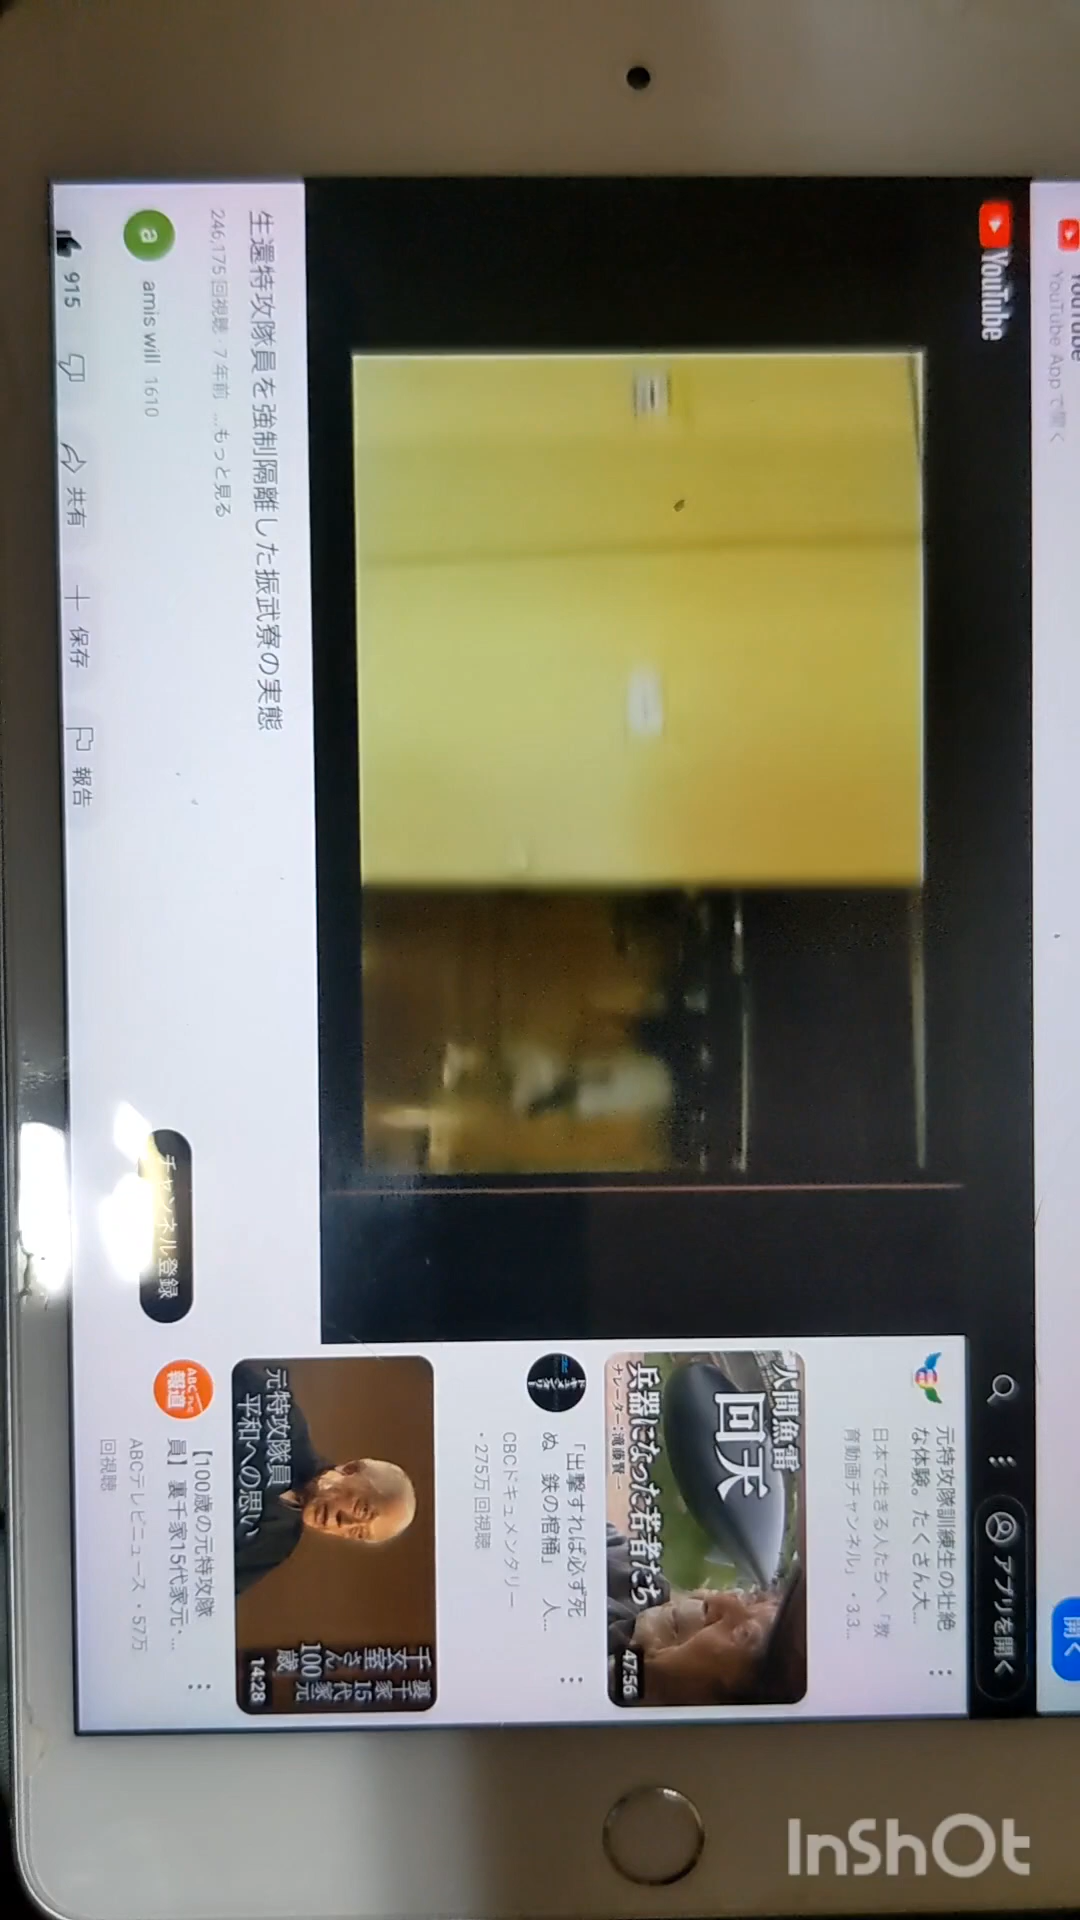 YouTube
YouTube App で開く
開く
YouTube
アプリを開く
生還特攻隊員を強制隔離した振武寮の実態
246,175 回視聴・7 年前 ...もっと見る
a
amis will 1610
チャンネル登録
915
共有
保存
報告
元特攻隊訓練生の壮絶
な体験。たくさん大...
日本で生きる人たちへ「教
育動画チャンネル」・3.3...
人間魚雷
回天
兵器になった若者たち
ナレーター:滝藤賢一
47:56
「出撃すれば必ず死
ぬ 鉄の棺桶」 人...
CBCドキュメンタリー
・275万 回視聴
元特攻隊員
平和への思い
裏千家15代家元
千玄室さん
100歳
14:28
ABCテレビ
報道
【100歳の元特攻隊
員】裏千家15代家元・...
ABCテレビニュース・57万
回視聴
InShOt